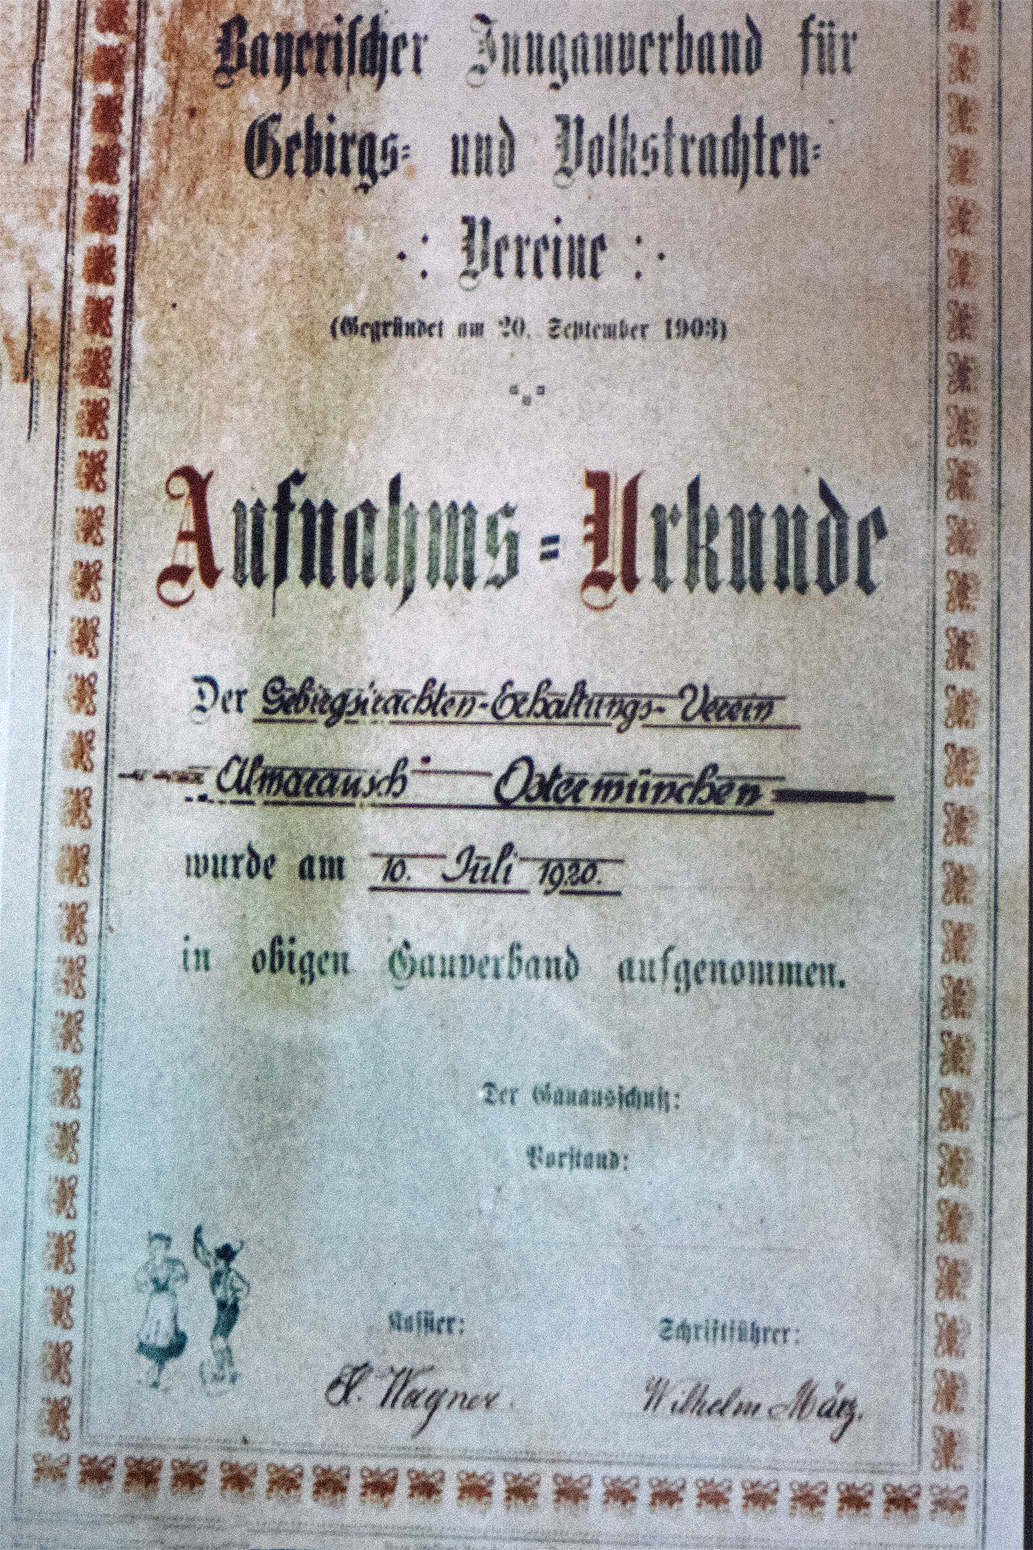 Bayerischer Inngauverband für
Gebirgs- und Volkstrachten-
Vereine
(Gegründet am 20. September 1903)
Aufnahms-Urkunde
Der Gebirgstrachten-Erhaltungs-Verein
Almarausch" Ostermünchen
wurde am 10. Juli 1920.
in obigen Gauverband aufgenommen.
Der Gauausschuß:
Vorstand:
Kassier: Schriftführer:
Wagner. Wilhelm März.